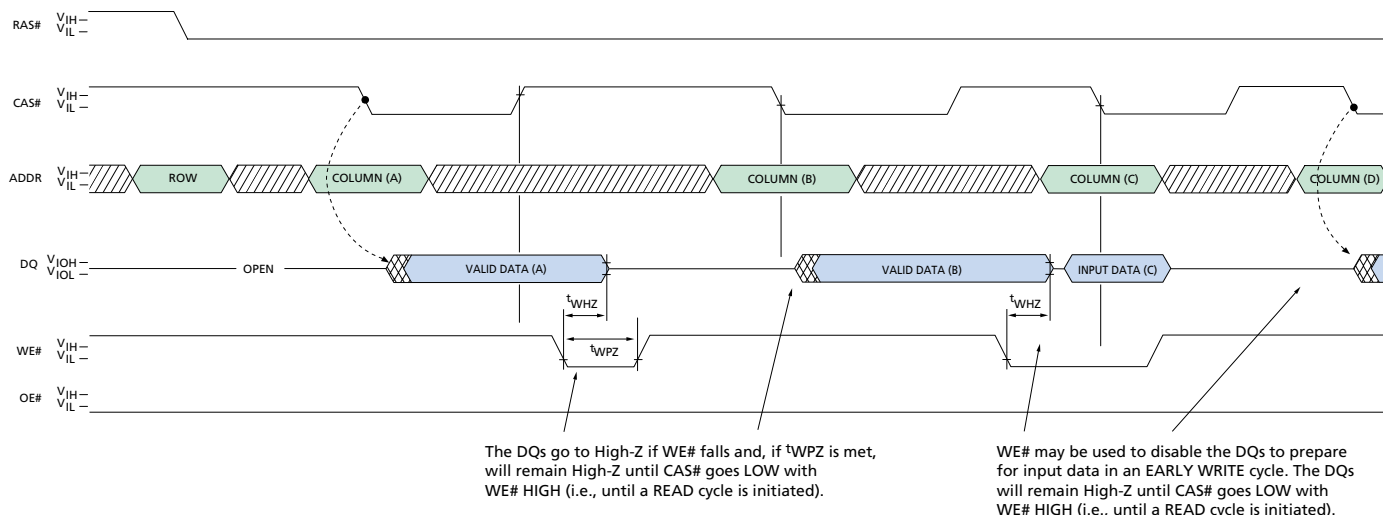 RAS# VIH VIL
CAS# VIH VIL
ADDR VIH VIL ROW COLUMN (A) COLUMN (B) COLUMN (C) COLUMN (D)
DQ VIOH VIOL OPEN VALID DATA (A) VALID DATA (B) INPUT DATA (C)
tWHZ tWHZ
tWPZ
WE# VIH VIL
OE# VIH VIL
The DQs go to High-Z if WE# falls and, if tWPZ is met,
will remain High-Z until CAS# goes LOW with
WE# HIGH (i.e., until a READ cycle is initiated).
WE# may be used to disable the DQs to prepare
for input data in an EARLY WRITE cycle. The DQs
will remain High-Z until CAS# goes LOW with
WE# HIGH (i.e., until a READ cycle is initiated).